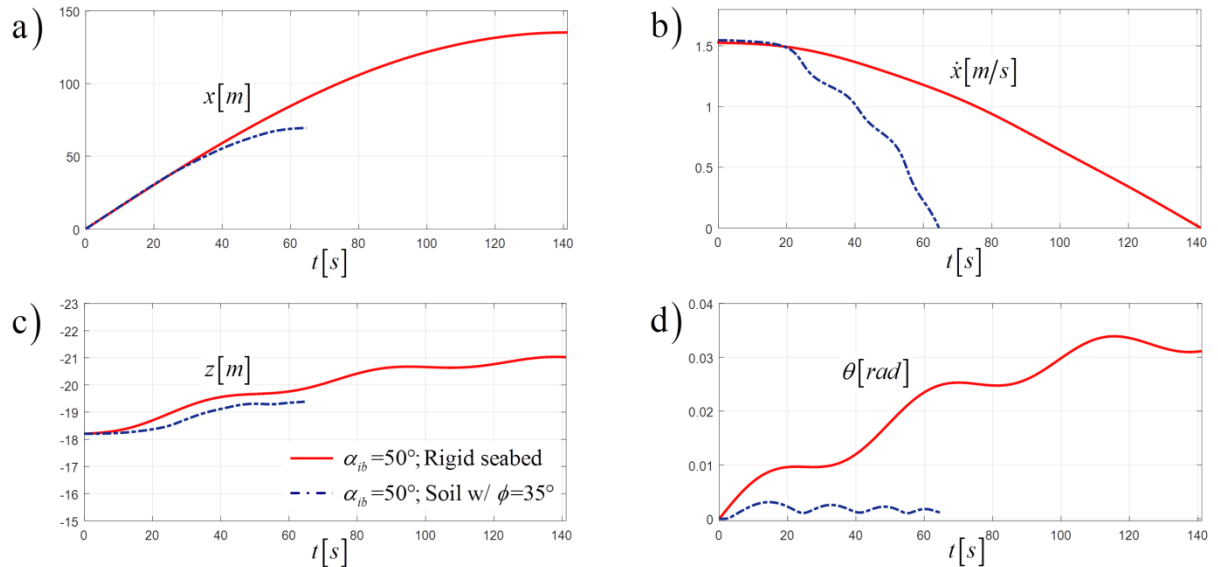 a)
150
100
50
0
x[m]
0 20 40 60 80 100 120 140
t[s]
b)
1.5
1
0.5
0
ẋ[m/s]
0 20 40 60 80 100 120 140
t[s]
c)
-23
-22
-21
-20
-19
-18
-17
-16
-15
z[m]
α_ib=50°; Rigid seabed
α_ib=50°; Soil w/ ϕ=35°
0 20 40 60 80 100 120 140
t[s]
d)
0.04
0.03
0.02
0.01
0
θ[rad]
0 20 40 60 80 100 120 140
t[s]